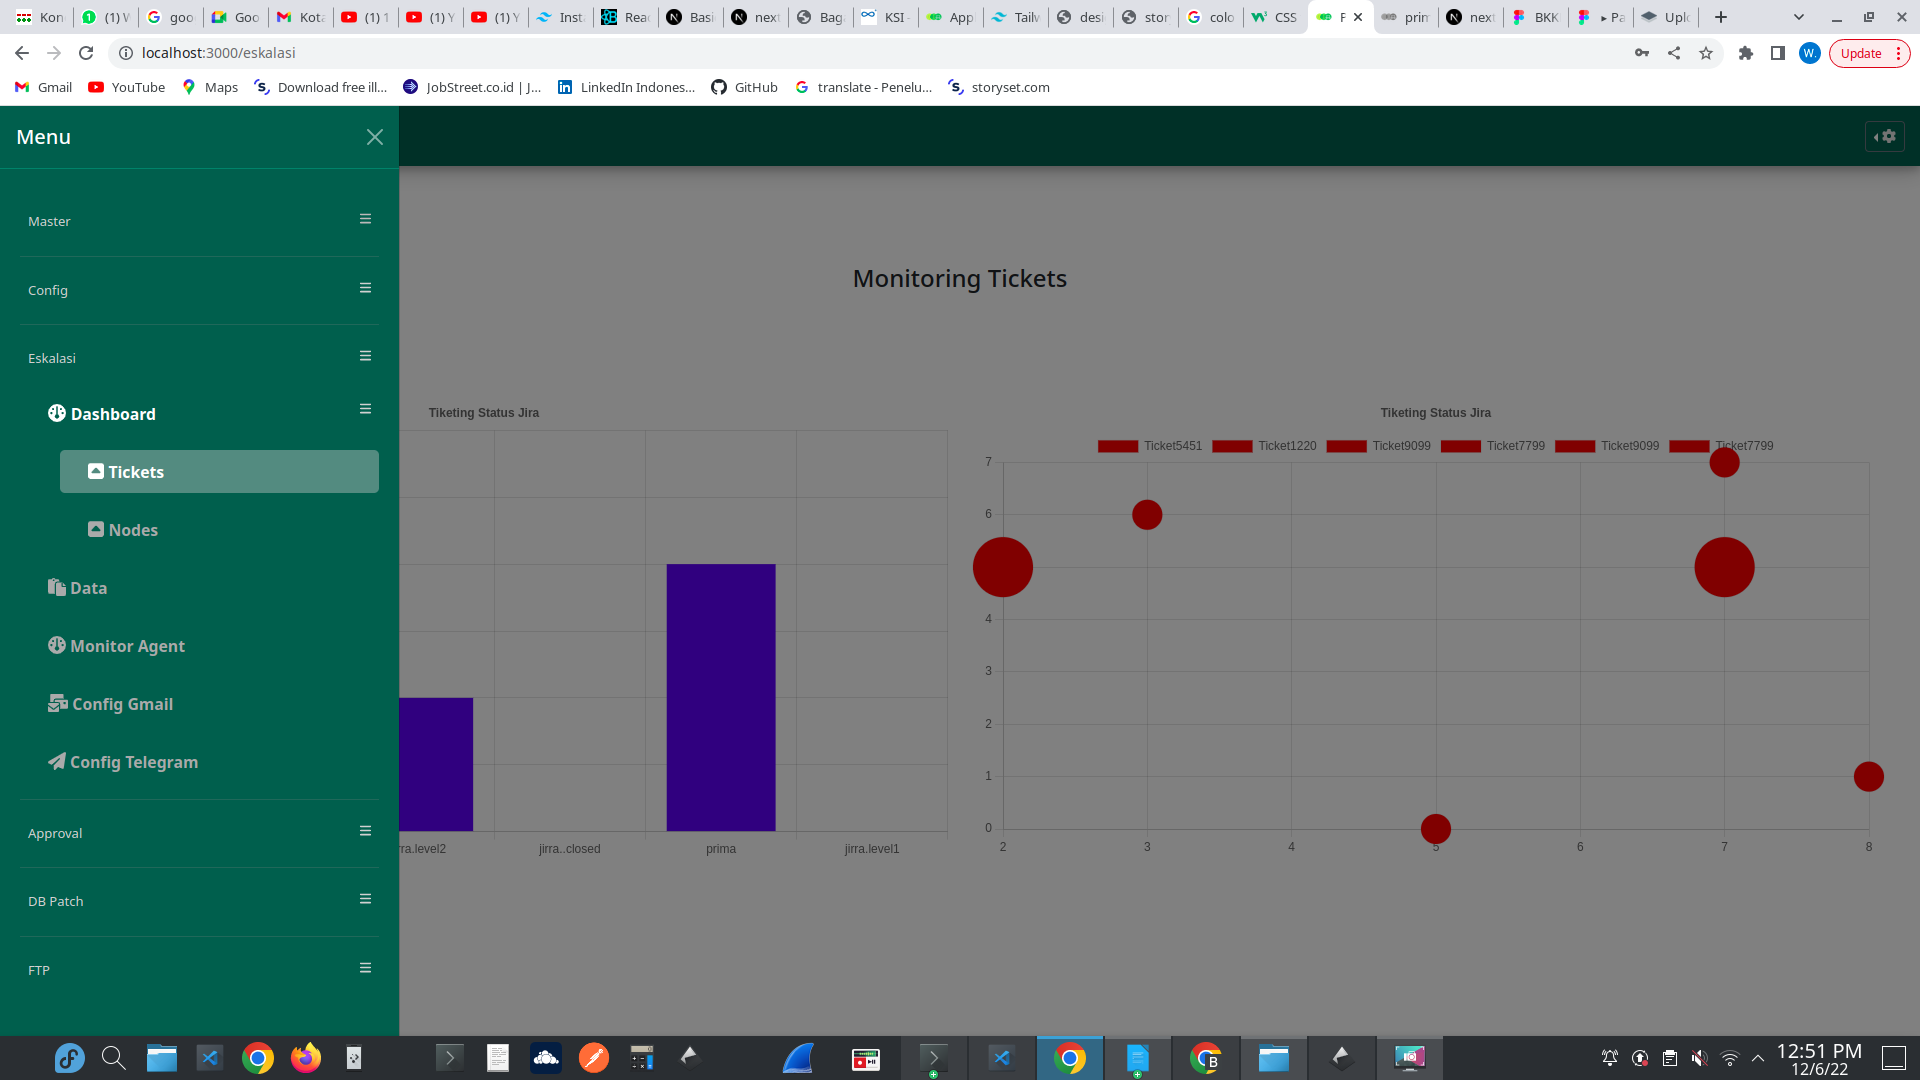 Kon (1) W goo Goo Kota (1) 1 (1) Y (1) Y Inst Reac Basi next Bag KSI - App Tailw desi stor colo CSS F prim next BKK ▸ Pa Uplo
localhost:3000/eskalasi
W.
Update
Gmail YouTube Maps Download free ill... JobStreet.co.id | J... LinkedIn Indones... GitHub translate - Penelu... storyset.com
Menu
Master
Config
Eskalasi
Dashboard
Tickets
Nodes
Data
Monitor Agent
Config Gmail
Config Telegram
Approval
DB Patch
FTP
Monitoring Tickets
Tiketing Status Jira
ra.level2 jirra..closed prima jirra.level1
Tiketing Status Jira
Ticket5451 Ticket1220 Ticket9099 Ticket7799 Ticket9099 Ticket7799
7
6
4
3
2
1
0
2 3 4 5 6 7 8
B
12:51 PM
12/6/22